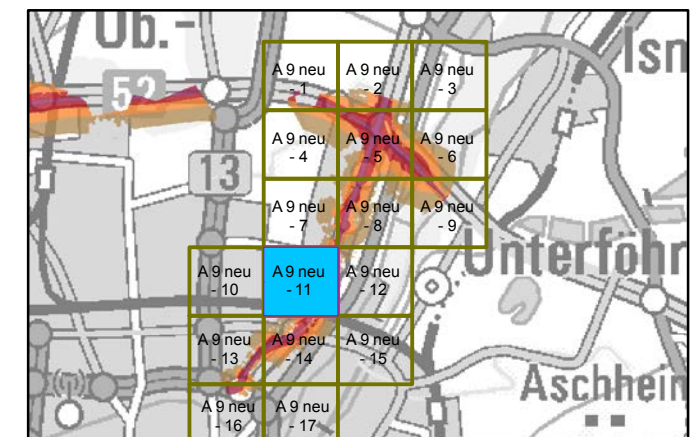 Ob.-
Isn
A 9 neu
- 1
A 9 neu
- 2
A 9 neu
- 3
52
A 9 neu
- 4
A 9 neu
- 5
A 9 neu
- 6
13
A 9 neu
- 7
A 9 neu
- 8
A 9 neu
- 9
Unterföhr
A 9 neu
- 10
A 9 neu
- 11
A 9 neu
- 12
A 9 neu
- 13
A 9 neu
- 14
A 9 neu
- 15
Aschhein
A 9 neu
- 16
A 9 neu
- 17